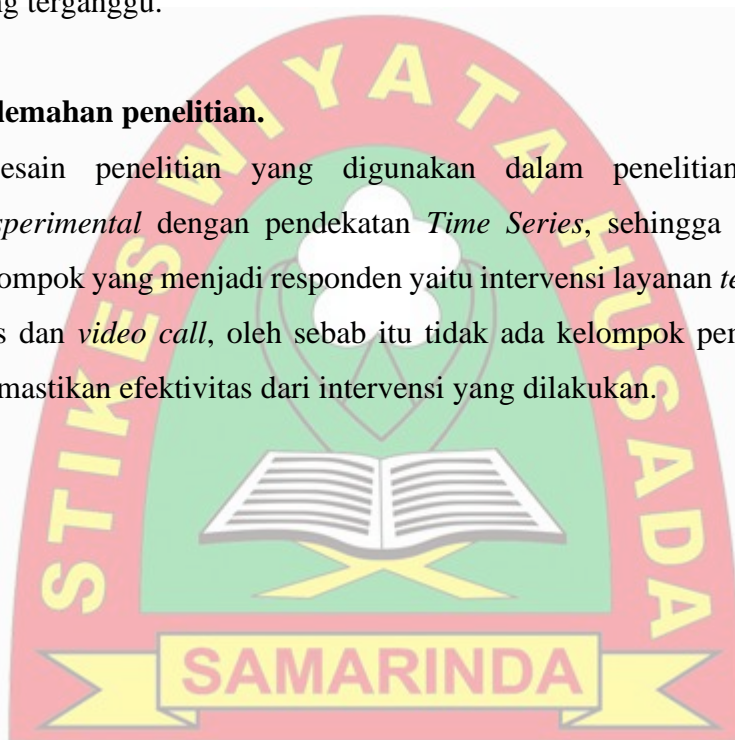 ng terganggu.
lemahan penelitian.
esain penelitian yang digunakan dalam penelitian
sperimental dengan pendekatan Time Series, sehingga
ompok yang menjadi responden yaitu intervensi layanan te
s dan video call, oleh sebab itu tidak ada kelompok
mastikan efektivitas dari intervensi yang dilakukan.
STIKES WIYATA HUSADA
SAMARINDA